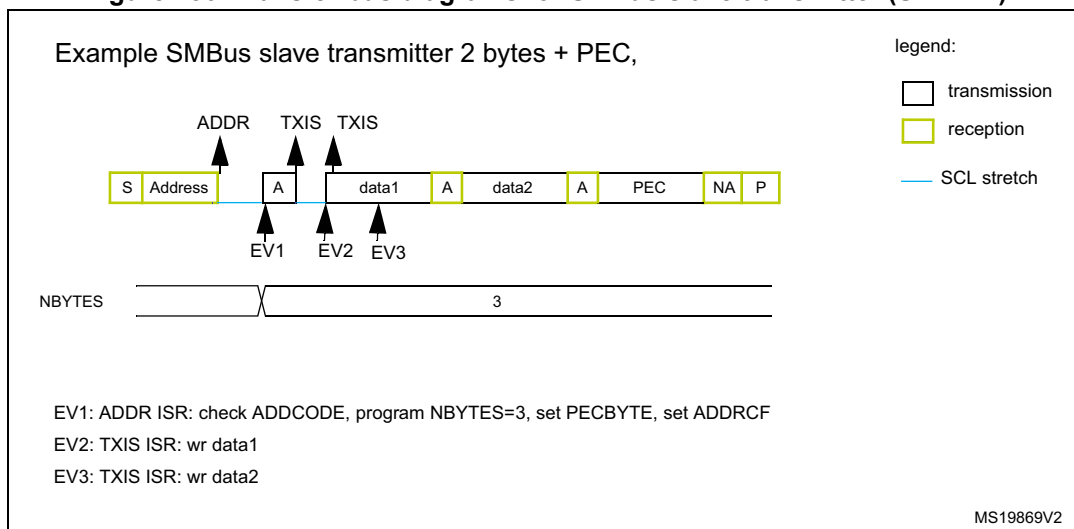 Example SMBus slave transmitter 2 bytes + PEC,
legend:
transmission
reception
SCL stretch
ADDR TXIS TXIS
S Address A data1 A data2 A PEC NA P
EV1 EV2 EV3
NBYTES 3
EV1: ADDR ISR: check ADDCODE, program NBYTES=3, set PECBYTE, set ADDRCF
EV2: TXIS ISR: wr data1
EV3: TXIS ISR: wr data2
MS19869V2